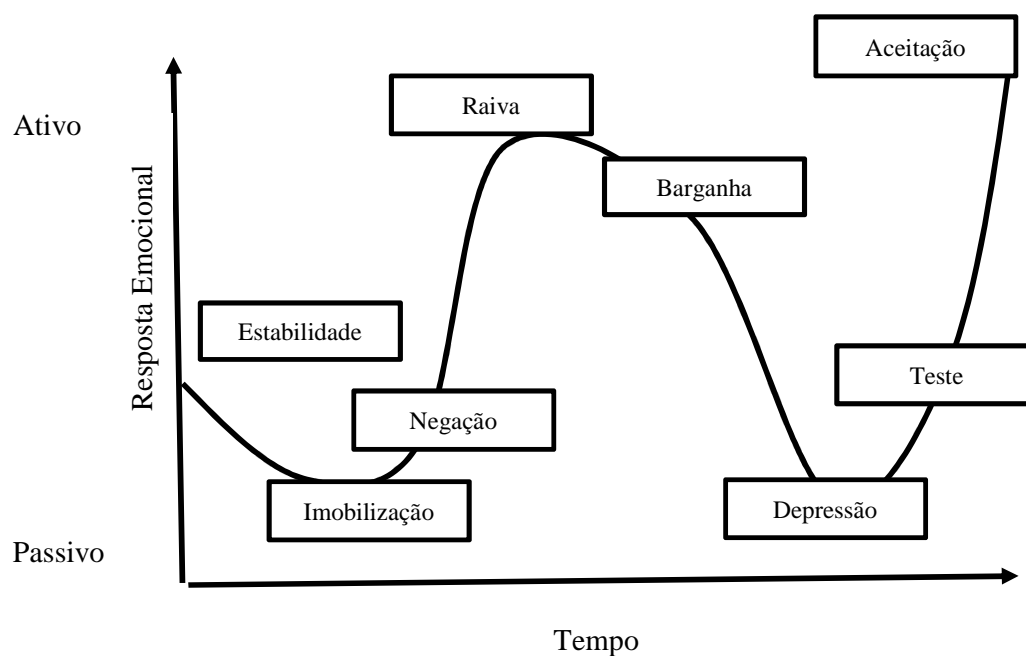 Aceitação
Raiva
Ativo
Barganha
Resposta Emocional
Estabilidade
Teste
Negação
Imobilização
Depressão
Passivo
Tempo